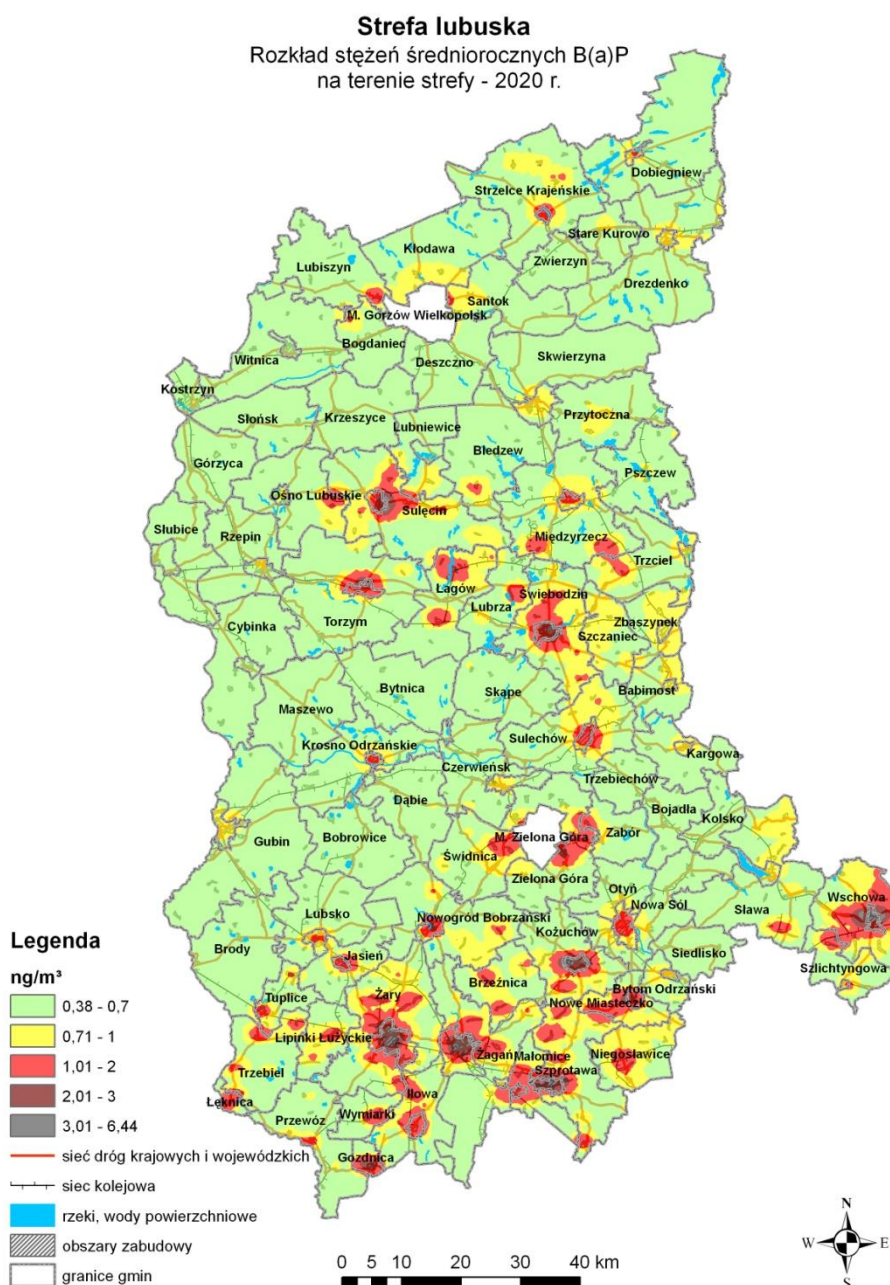 Strefa lubuska
Rozkład stężeń średniorocznych B(a)P
na terenie strefy - 2020 r.
Dobiegniew
Strzelce Krajeńskie
Stare Kurowo
Kłodawa
Zwierzyn
Lubiszyn
Drezdenko
Santok
M. Gorzów Wielkopolsk
Bogdaniec
Skwierzyna
Witnica
Deszczno
Kostrzyn
Przytoczna
Słońsk
Krzeszyce
Lubniewice
Bledzew
Górzyca
Pszczew
Ośno Lubuskie
Sulęcin
Słubice
Rzepin
Międzyrzecz
Trzciel
Łagów
Świebodzin
Lubrza
Torzym
Zbąszynek
Cybinka
Szczaniec
Bytnica
Skąpe
Babimost
Maszewo
Krosno Odrzańskie
Sulechów
Kargowa
Czerwieńsk
Trzebiechów
Dąbie
Bojadła
Kolsko
Gubin
Bobrowice
M. Zielona Góra
Zabór
Świdnica
Zielona Góra
Otyń
Wschowa
Lubsko
Nowogród Bobrzański
Nowa Sól
Sława
Kożuchów
Brody
Jasień
Siedlisko
Szlichtyngowa
Brzeźnica
Bytom Odrzański
Tuplice
Żary
Nowe Miasteczko
Lipinki Łużyckie
Żagań
Małomice
Niegosławice
Trzebiel
Szprotawa
Iłowa
Łęknica
Przewóz
Wymiarki
Gozdnica
Legenda
ng/m³
0,38 - 0,7
0,71 - 1
1,01 - 2
2,01 - 3
3,01 - 6,44
sieć dróg krajowych i wojewódzkich
siec kolejowa
rzeki, wody powierzchniowe
obszary zabudowy
granice gmin
0 5 10 20 30 40 km
N
W E
S